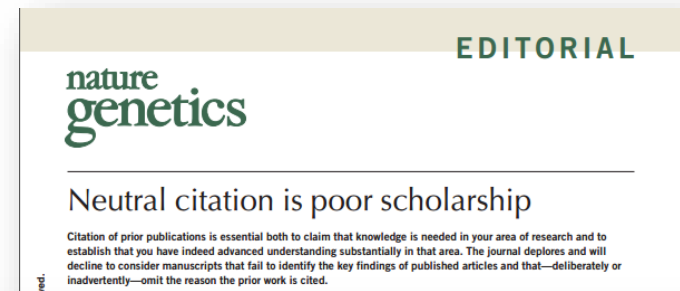 EDITORIAL
nature
genetics
Neutral citation is poor scholarship
Citation of prior publications is essential both to claim that knowledge is needed in your area of research and to
establish that you have indeed advanced understanding substantially in that area. The journal deplores and will
decline to consider manuscripts that fail to identify the key findings of published articles and that—deliberately or
inadvertently—omit the reason the prior work is cited.
ved.